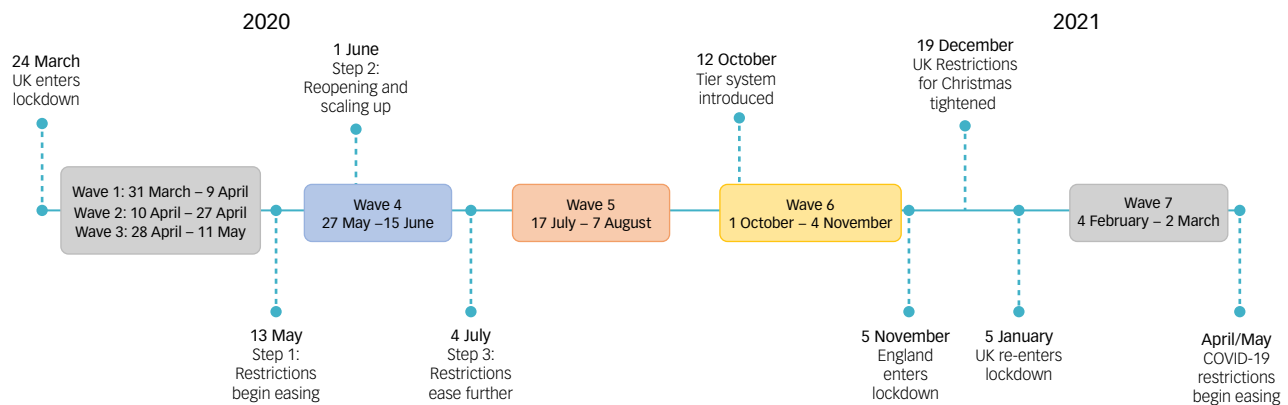 2020
2021
24 March
UK enters
lockdown
1 June
Step 2:
Reopening and
scaling up
12 October
Tier system
introduced
19 December
UK Restrictions
for Christmas
tightened
Wave 1: 31 March – 9 April
Wave 2: 10 April – 27 April
Wave 3: 28 April – 11 May
Wave 4
27 May –15 June
Wave 5
17 July – 7 August
Wave 6
1 October – 4 November
Wave 7
4 February – 2 March
13 May
Step 1:
Restrictions
begin easing
4 July
Step 3:
Restrictions
ease further
5 November
England
enters
lockdown
5 January
UK re-enters
lockdown
April/May
COVID-19
restrictions
begin easing